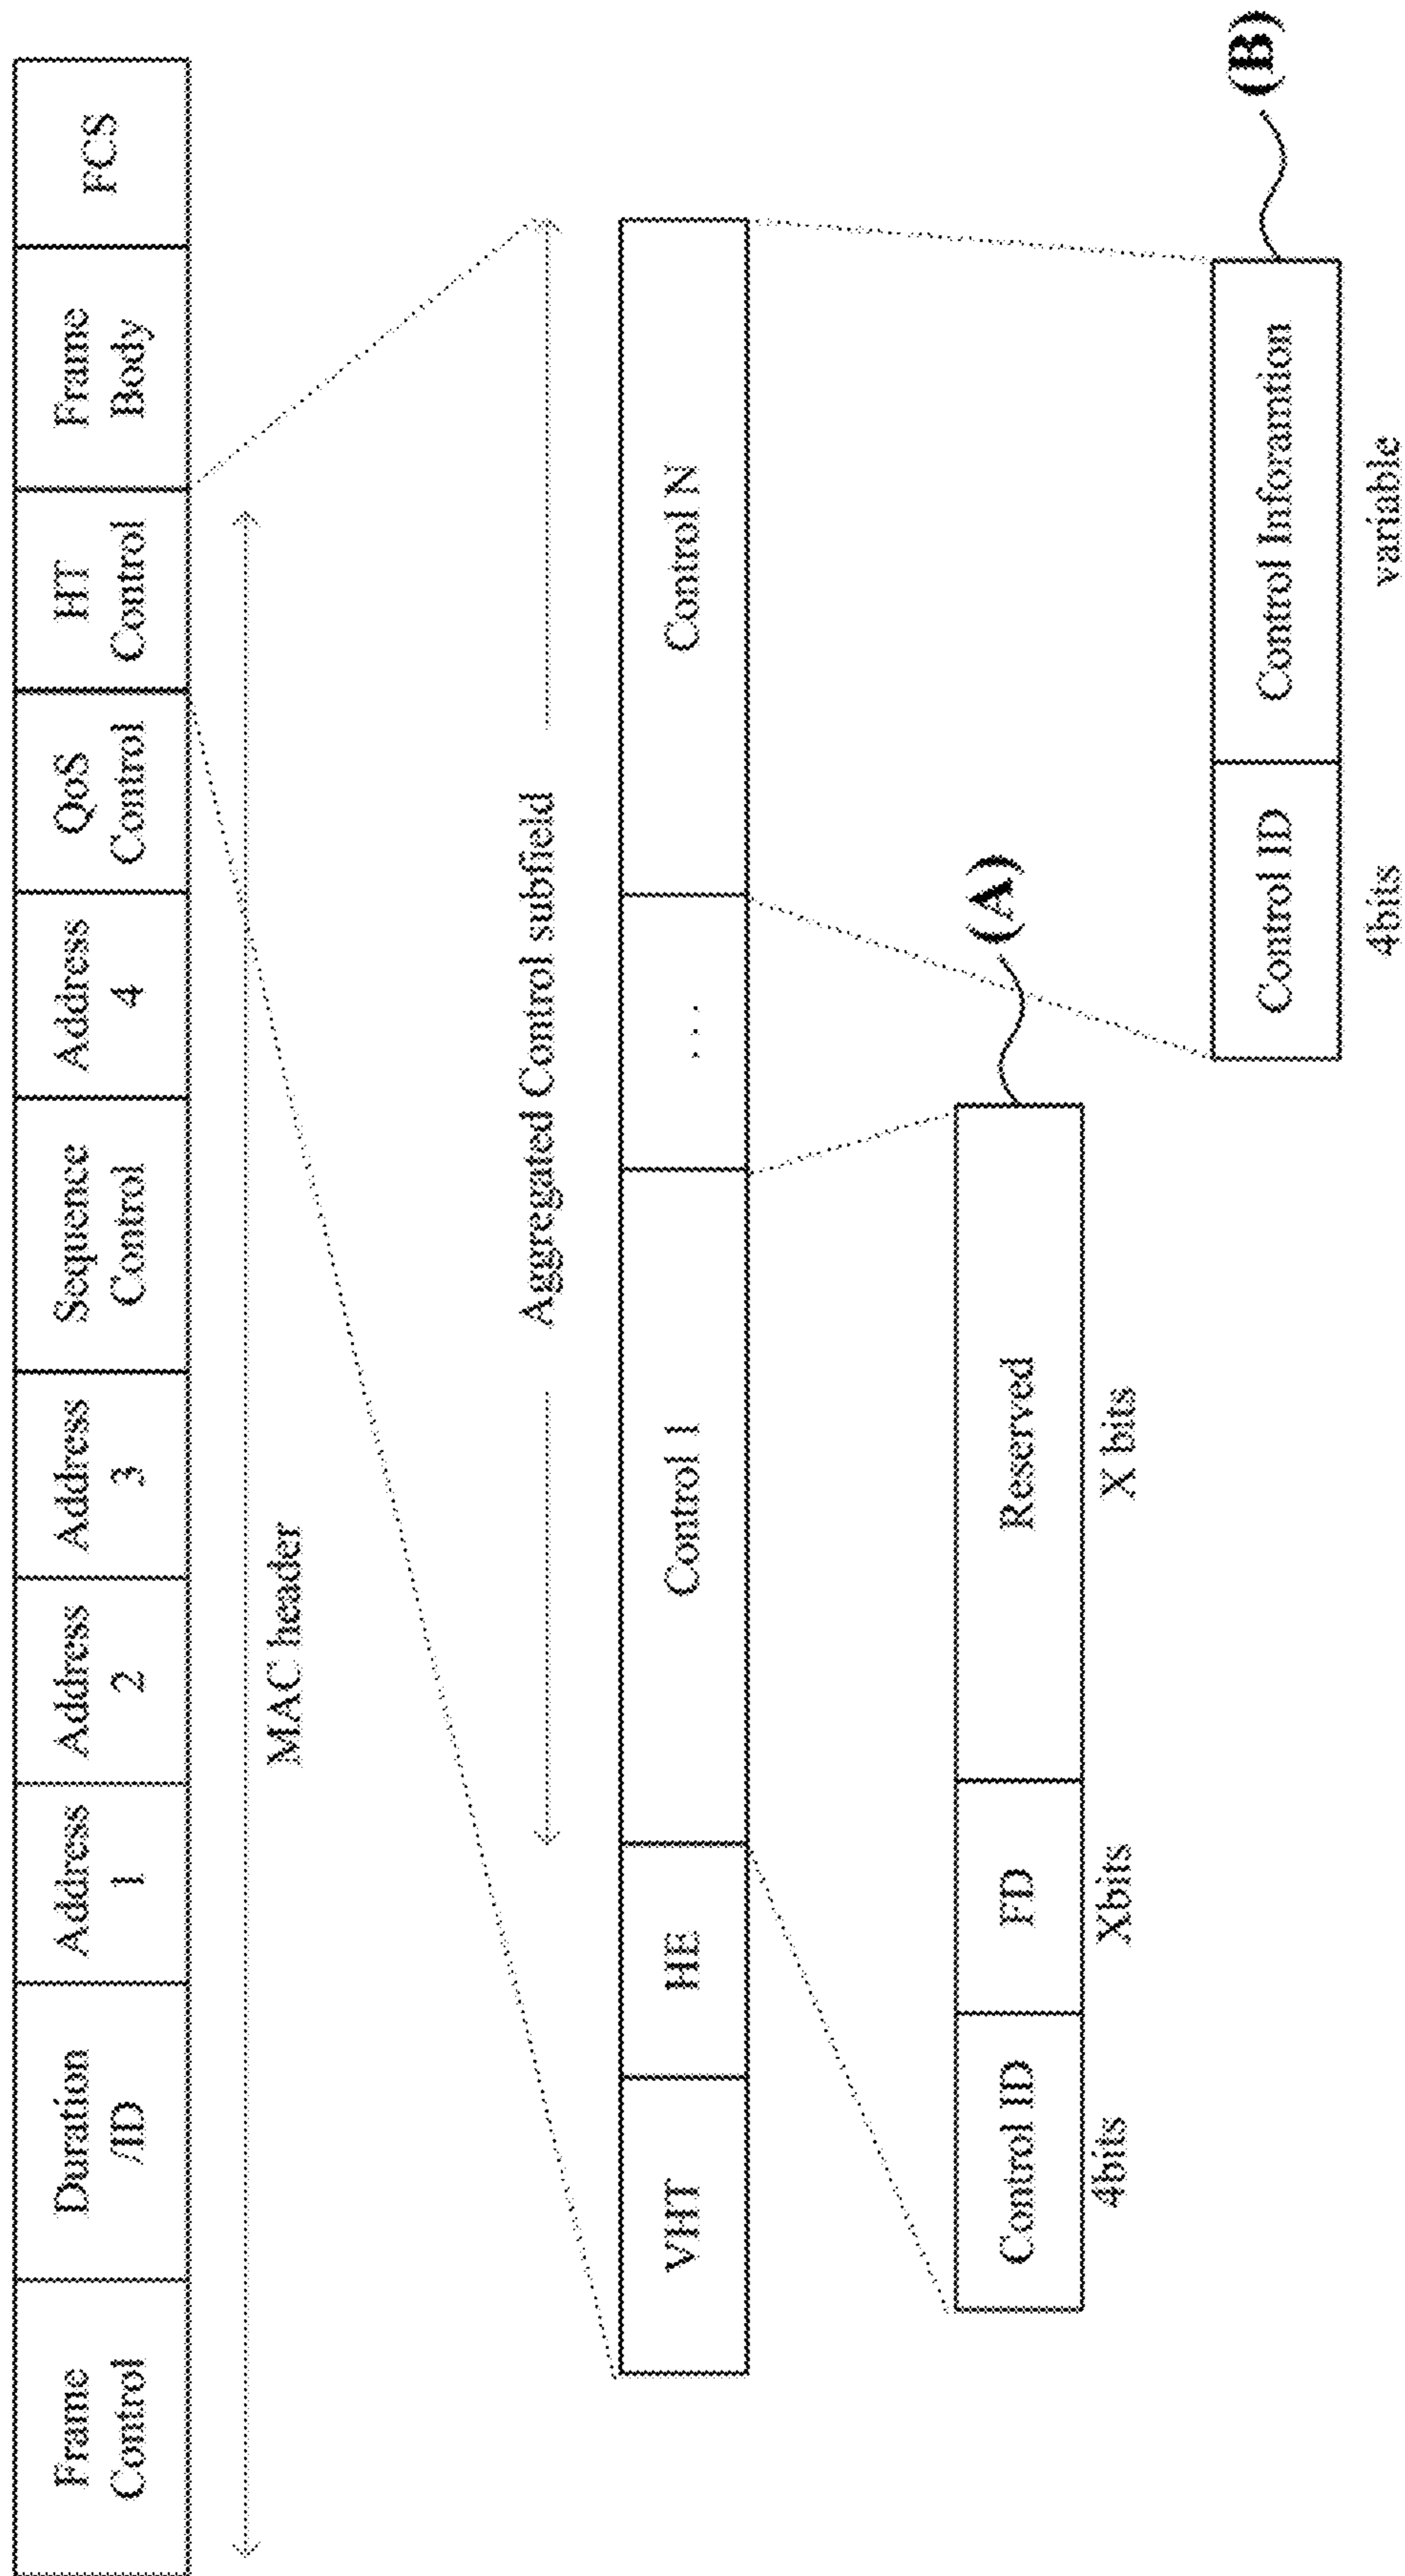 Frame
Control
Duration
/ID
Address
1
Address
2
Address
3
Sequence
Control
Address
4
QoS
Control
HT
Control
Frame
Body
FCS
MAC header
Aggregated Control subfield
VHT
HE
Control 1
...
Control N
Control ID
FD
Reserved
(A)
4bits
Xbits
X bits
Control ID
Control Inforamtion
(B)
4bits
variable